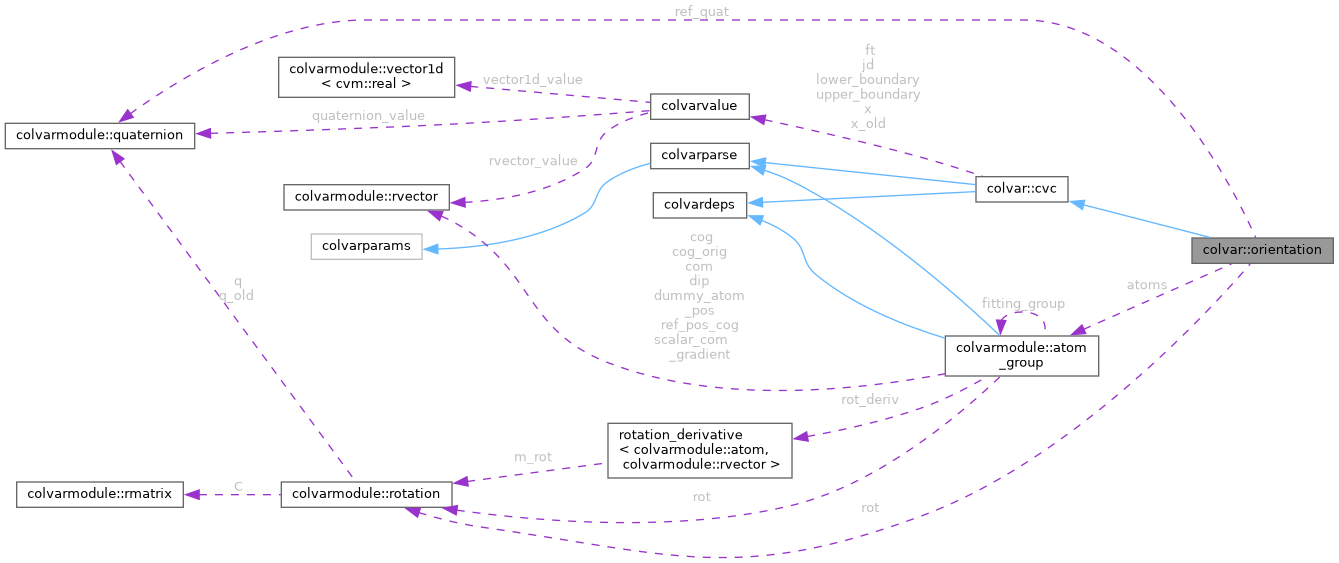 ref_quat
colvarmodule::vector1d
< cvm::real >
vector1d_value
ft
jd
lower_boundary
upper_boundary
x
x_old
colvarvalue
quaternion_value
colvarmodule::quaternion
rvector_value
colvarparse
colvarmodule::rvector
colvardeps
colvar::cvc
colvarparams
colvar::orientation
cog
cog_orig
com
dip
dummy_atom
_pos
ref_pos_cog
scalar_com
_gradient
q
q_old
atoms
fitting_group
colvarmodule::atom
_group
rot_deriv
rotation_derivative
< colvarmodule::atom,
colvarmodule::rvector >
m_rot
colvarmodule::rmatrix
C
colvarmodule::rotation
rot
rot